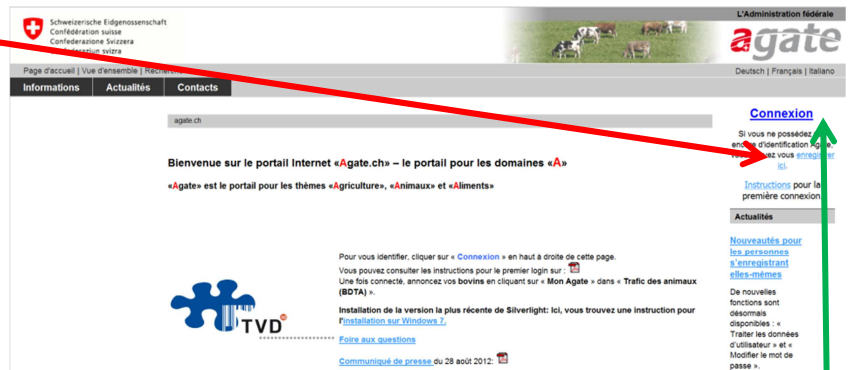 Schweizerische Eidgenossenschaft
Confédération suisse
Confederazione Svizzera
svizra
L'Administration fédérale
agate
Page d'accueil | Vue d'ensemble |
Deutsch | Français | Italiano
Informations Actualités Contacts
agate.ch
Bienvenue sur le portail Internet «Agate.ch» – le portail pour les domaines «A»
«Agate» est le portail pour les thèmes «Agriculture», «Animaux» et «Aliments»
TVD
Pour vous identifier, cliquer sur « Connexion » en haut à droite de cette page.
Vous pouvez consulter les instructions pour le premier login sur :
Une fois connecté, annoncez vos bovins en cliquant sur « Mon Agate » dans « Trafic des animaux
(BDTA) ».
Installation de la version la plus récente de Silverlight: Ici, vous trouvez une instruction pour
l'installation sur Windows 7.
Foire aux questions
Communiqué de presse du 28 août 2012:
Connexion
Si vous ne possédez
d'identification Agate,
vous enregistrer
ici.
Instructions pour la
première connexion.
Actualités
Nouveautés pour
les personnes
s'enregistrant
elles-mêmes
De nouvelles
fonctions sont
désormais
disponibles : «
Traiter les données
d'utilisateur » et «
Modifier le mot de
passe ».